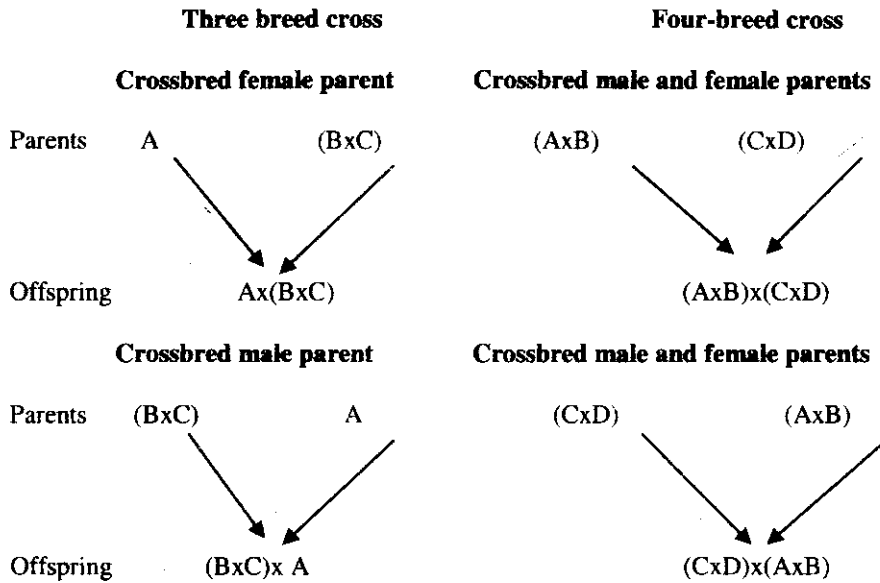 Three breed cross Four-breed cross
Crossbred female parent Crossbred male and female parents
Parents A (BxC) (AxB) (CxD)
Offspring Ax(BxC) (AxB)x(CxD)
Crossbred male parent Crossbred male and female parents
Parents (BxC) A (CxD) (AxB)
Offspring (BxC)x A (CxD)x(AxB)